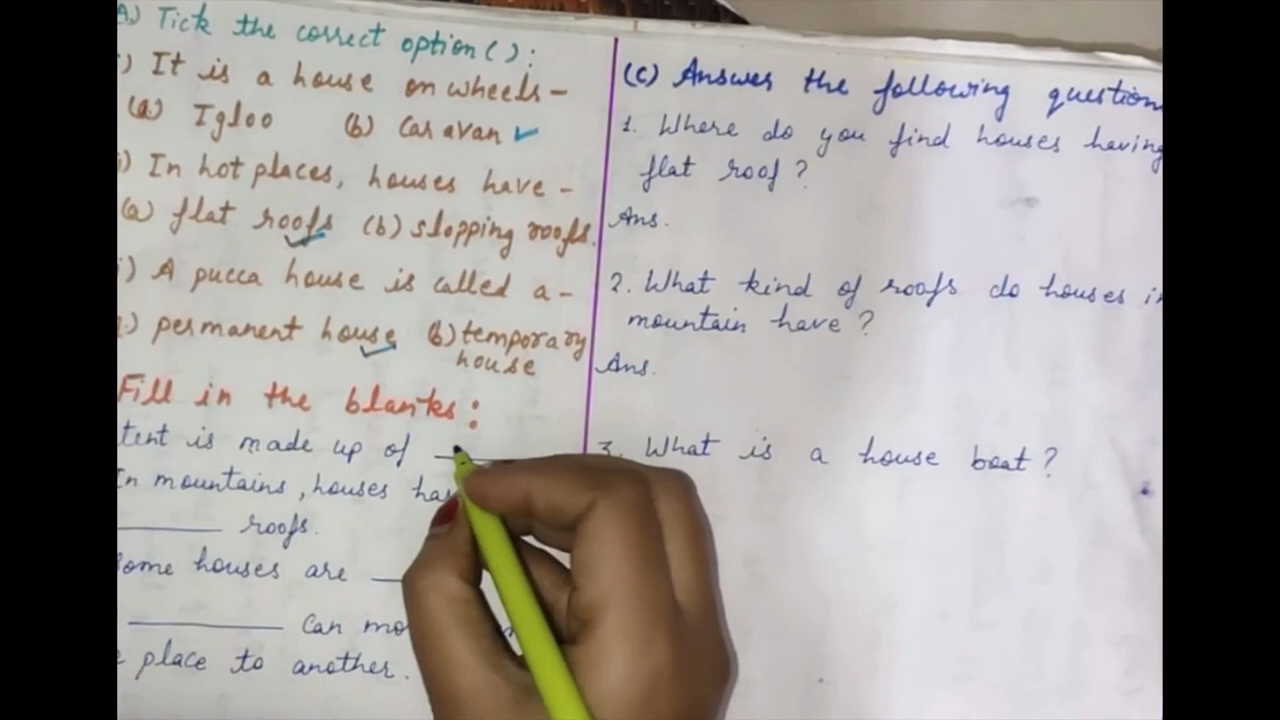 A) Tick the correct option():
) It is a house on wheels-
(a) Igloo (b) Caravan ✓
i) In hot places, houses have -
(a) flat roofs (b) slopping roofs.
i) A pucca house is called a-
.) permanent house (b) temporary
house
Fill in the blanks:
tent is made up of
In mountains, houses ha
roofs.
ome houses are
Can mo
place to another.
(C) Answer the following question
1. Where do you find houses having
flat roof?
Ans.
2. What kind of roofs do houses i
mountain have?
Ans.
3. What is a house boat?